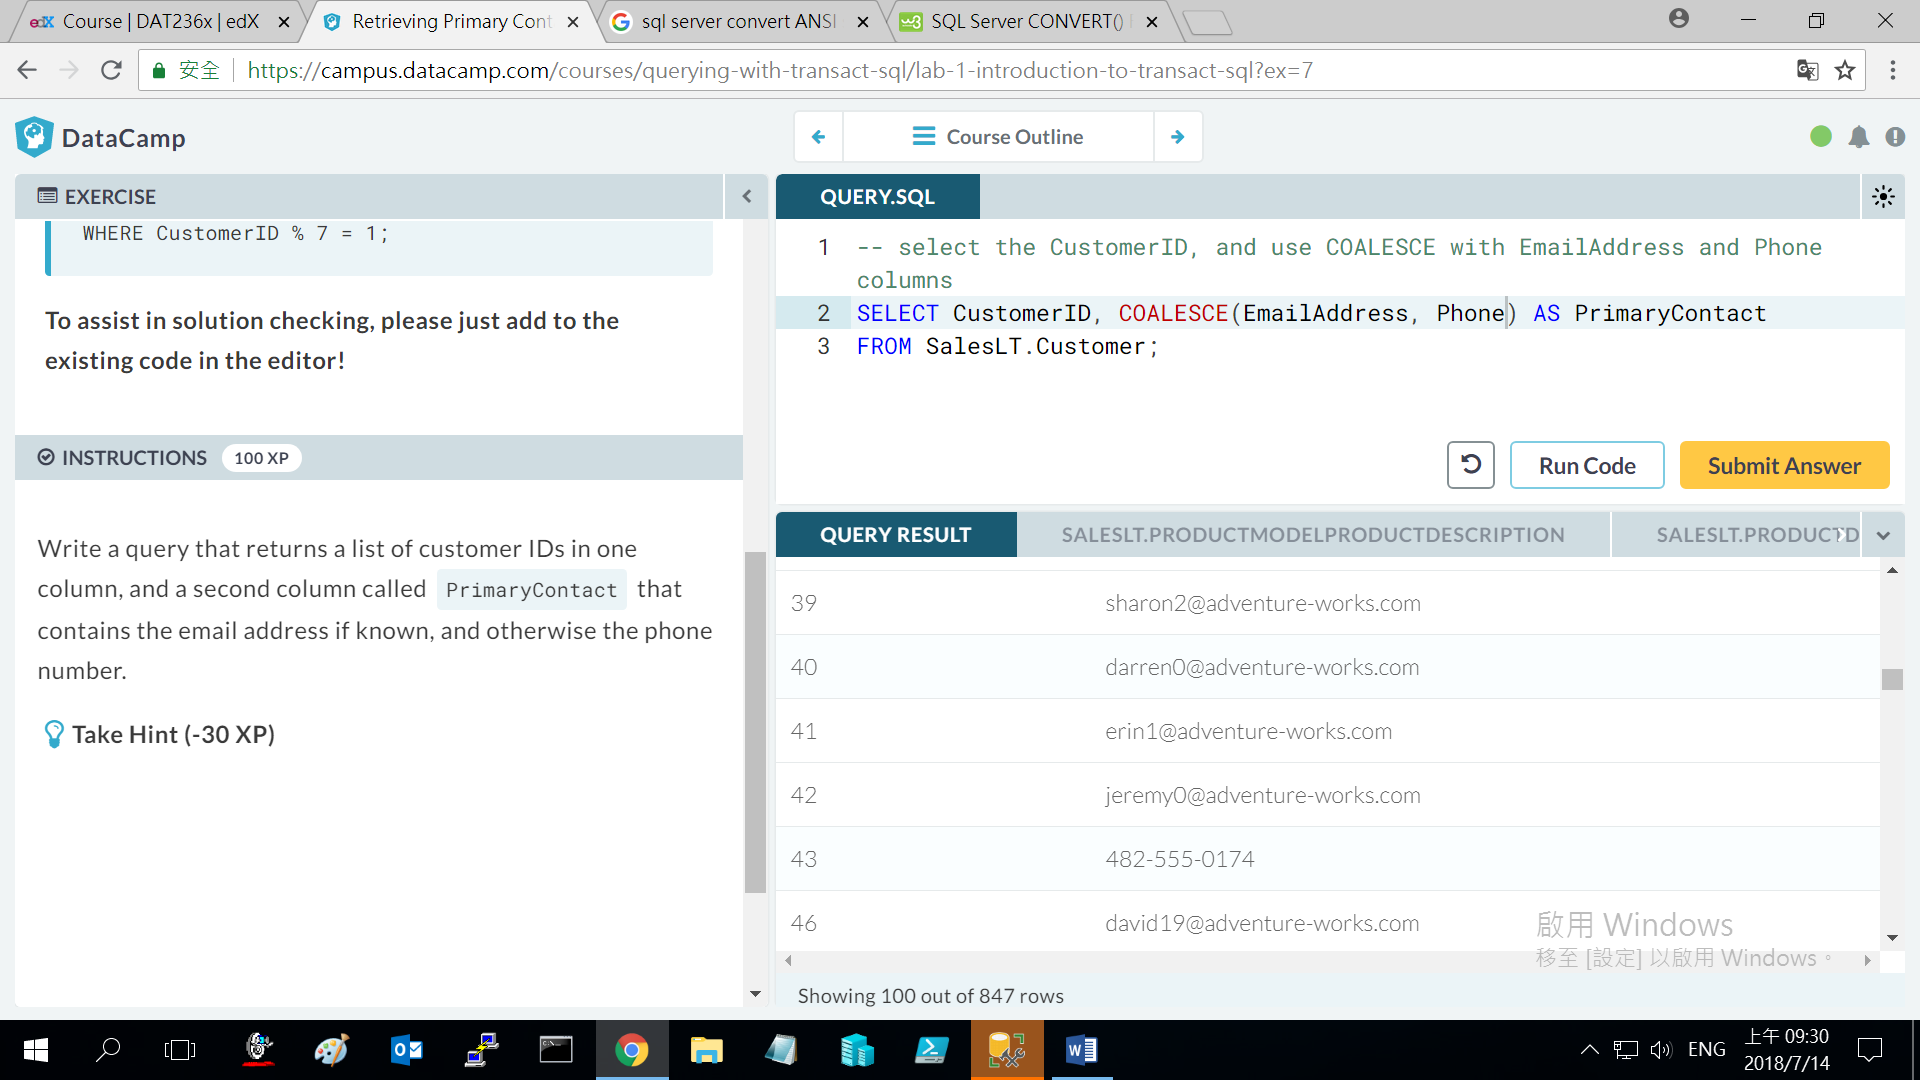 Course | DAT236x | edX
Retrieving Primary Cont
sql server convert ANSI
SQL Server CONVERT()
安全
https://campus.datacamp.com/courses/querying-with-transact-sql/lab-1-introduction-to-transact-sql?ex=7
DataCamp
Course Outline
EXERCISE
WHERE CustomerID % 7 = 1;
To assist in solution checking, please just add to the
existing code in the editor!
INSTRUCTIONS 100 XP
Write a query that returns a list of customer IDs in one
column, and a second column called PrimaryContact that
contains the email address if known, and otherwise the phone
number.
Take Hint (-30 XP)
QUERY.SQL
1 -- select the CustomerID, and use COALESCE with EmailAddress and Phone
columns
2 SELECT CustomerID, COALESCE(EmailAddress, Phone) AS PrimaryContact
3 FROM SalesLT.Customer;
Run Code
Submit Answer
QUERY RESULT
SALESLT.PRODUCTMODELPRODUCTDESCRIPTION
SALESLT.PRODUCTD
39 sharon2@adventure-works.com
40 darren0@adventure-works.com
41 erin1@adventure-works.com
42 jeremy0@adventure-works.com
43 482-555-0174
46 david19@adventure-works.com
啟用 Windows
移至 [設定] 以啟用 Windows。
Showing 100 out of 847 rows
ENG
上午 09:30
2018/7/14